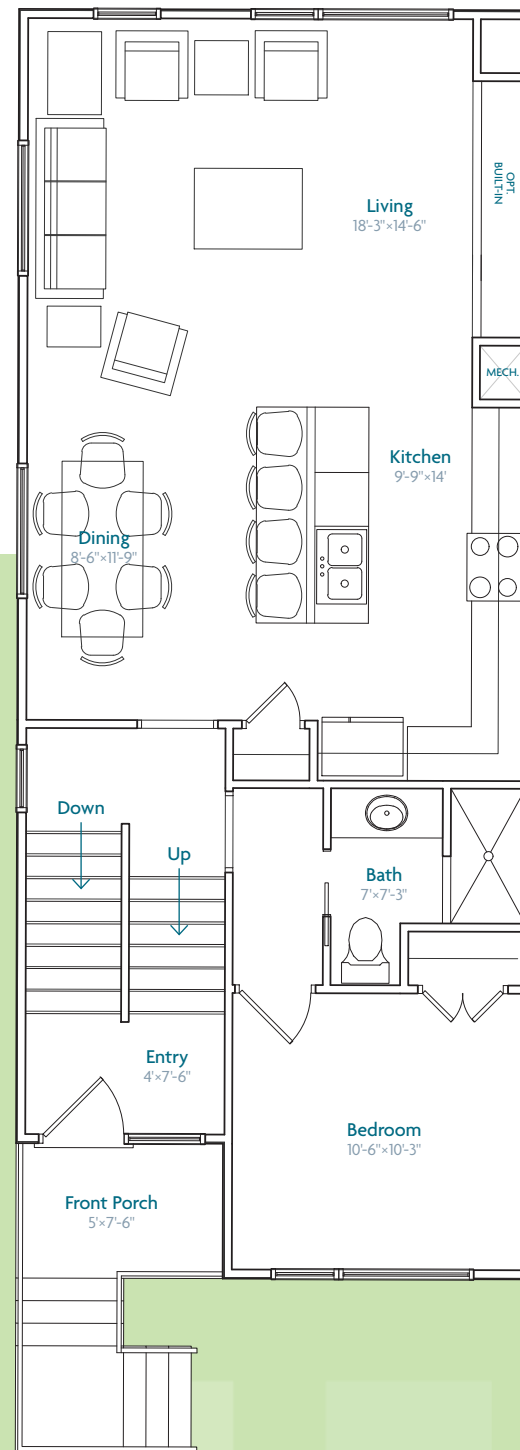 Living
18'-3"×14'-6"
OPT.
BUILT-IN
MECH.
Kitchen
9'-9"×14'
Dining
8'-6"×11'-9"
Down
Up
Bath
7'×7'-3"
Entry
4'×7'-6"
Bedroom
10'-6"×10'-3"
Front Porch
5'×7'-6"